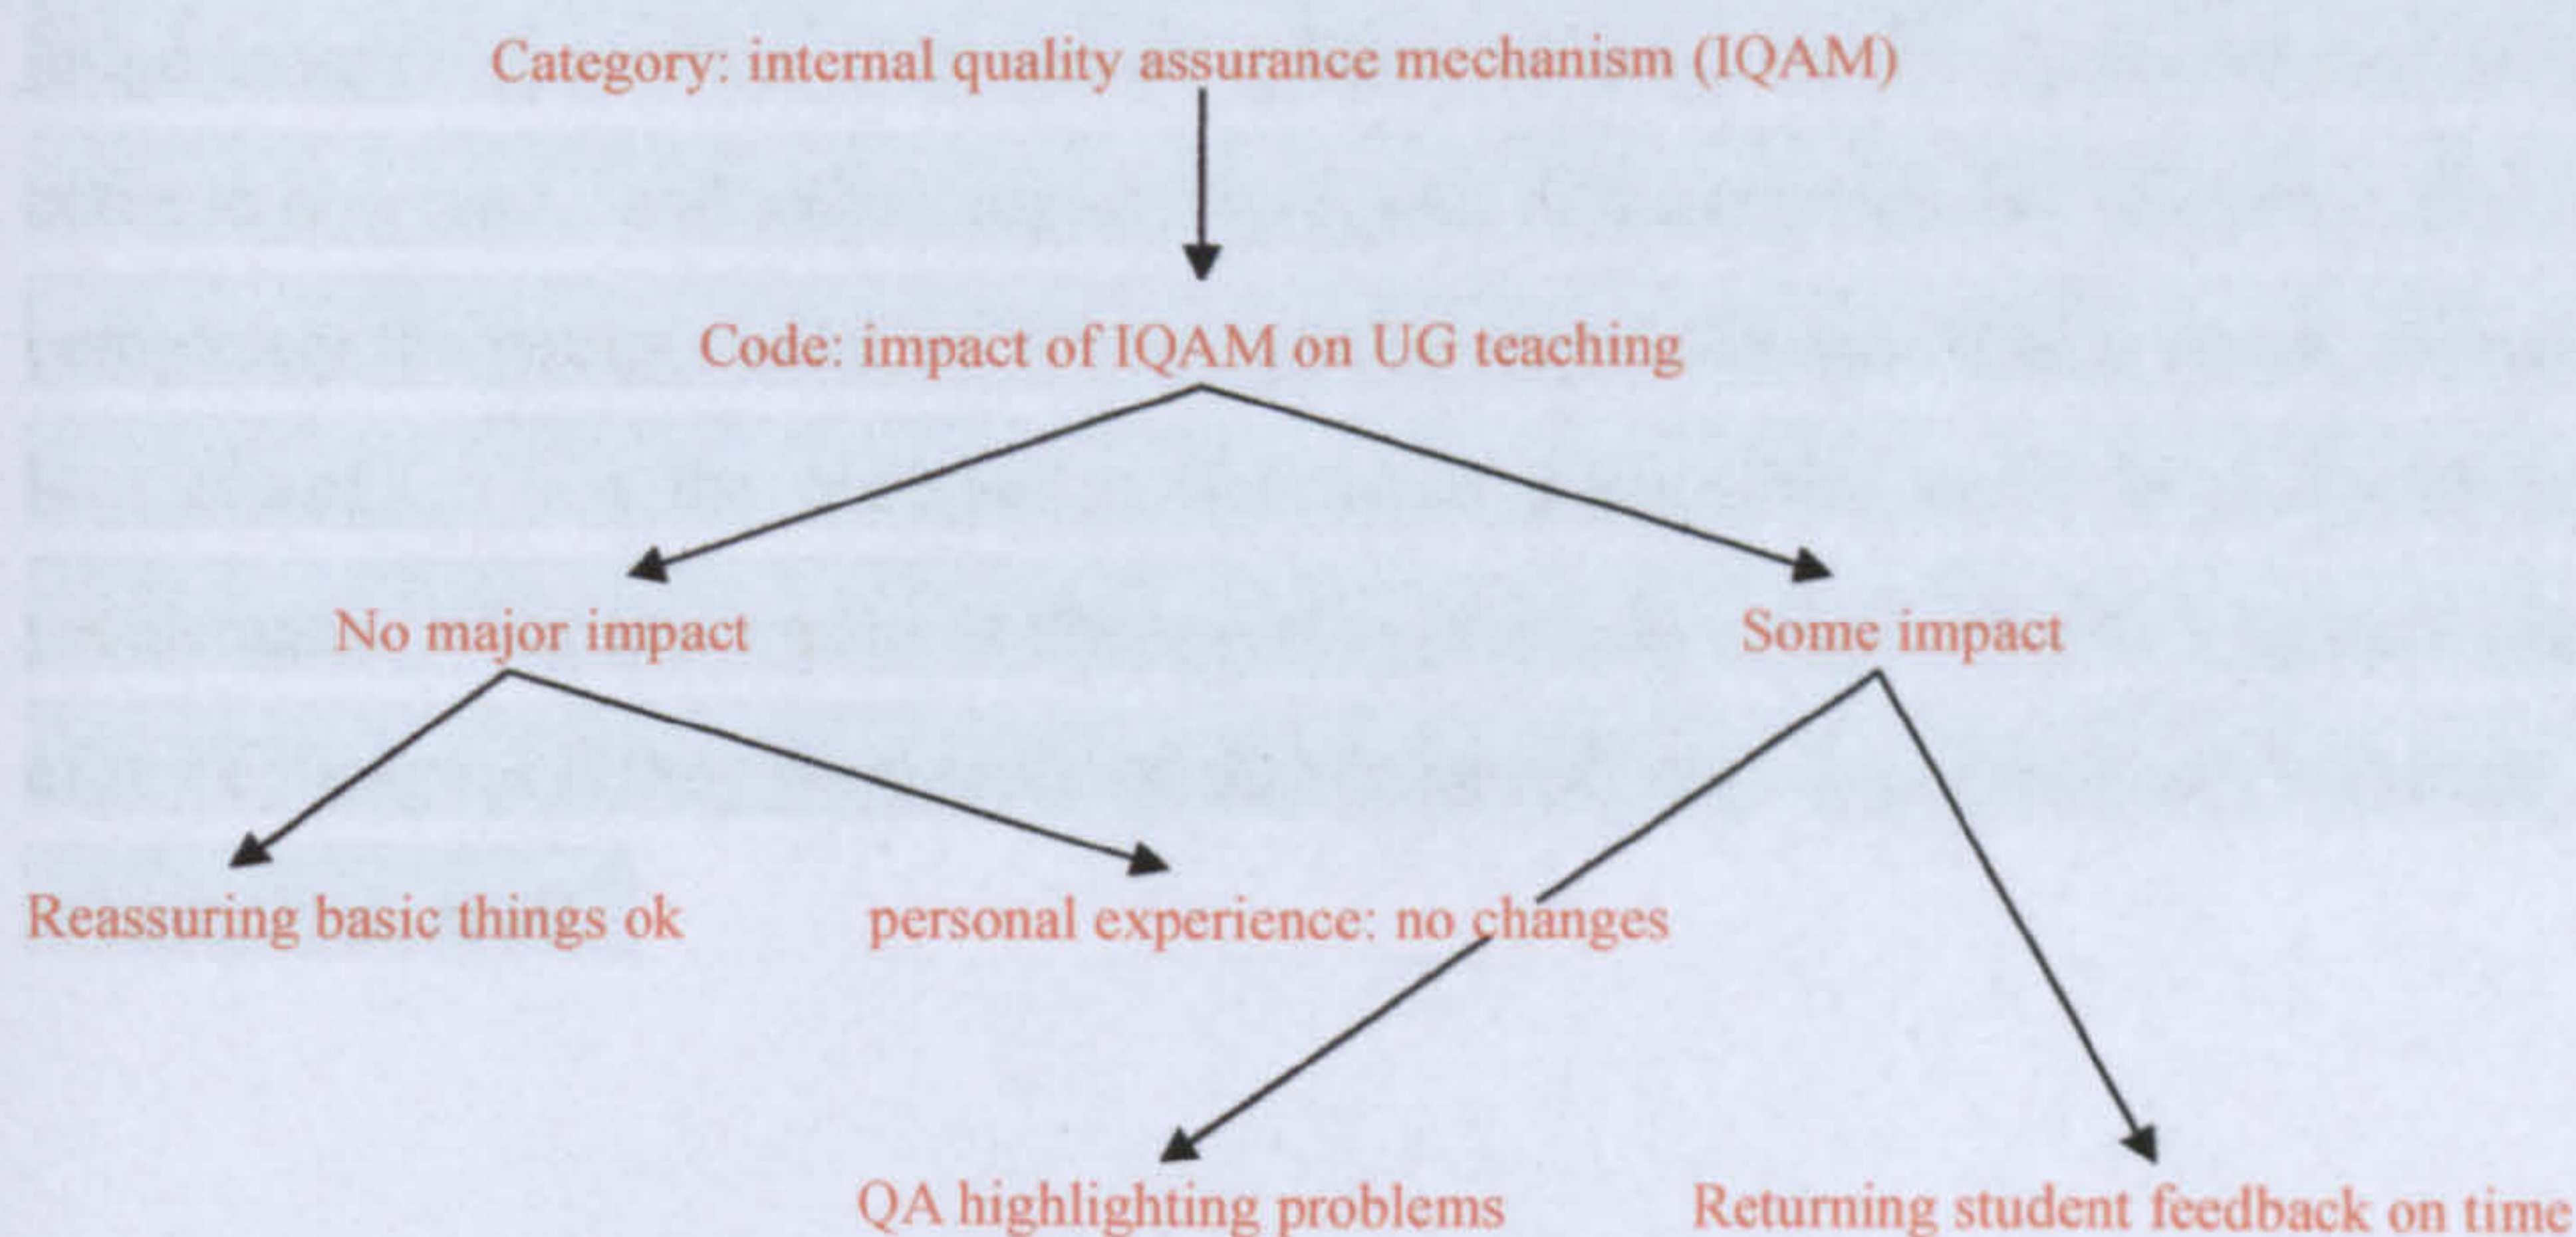 Category: internal quality assurance mechanism (IQAM)
Code: impact of IQAM on UG teaching
No major impact
Some impact
Reassuring basic things ok
personal experience: no changes
QA highlighting problems
Returning student feedback on time